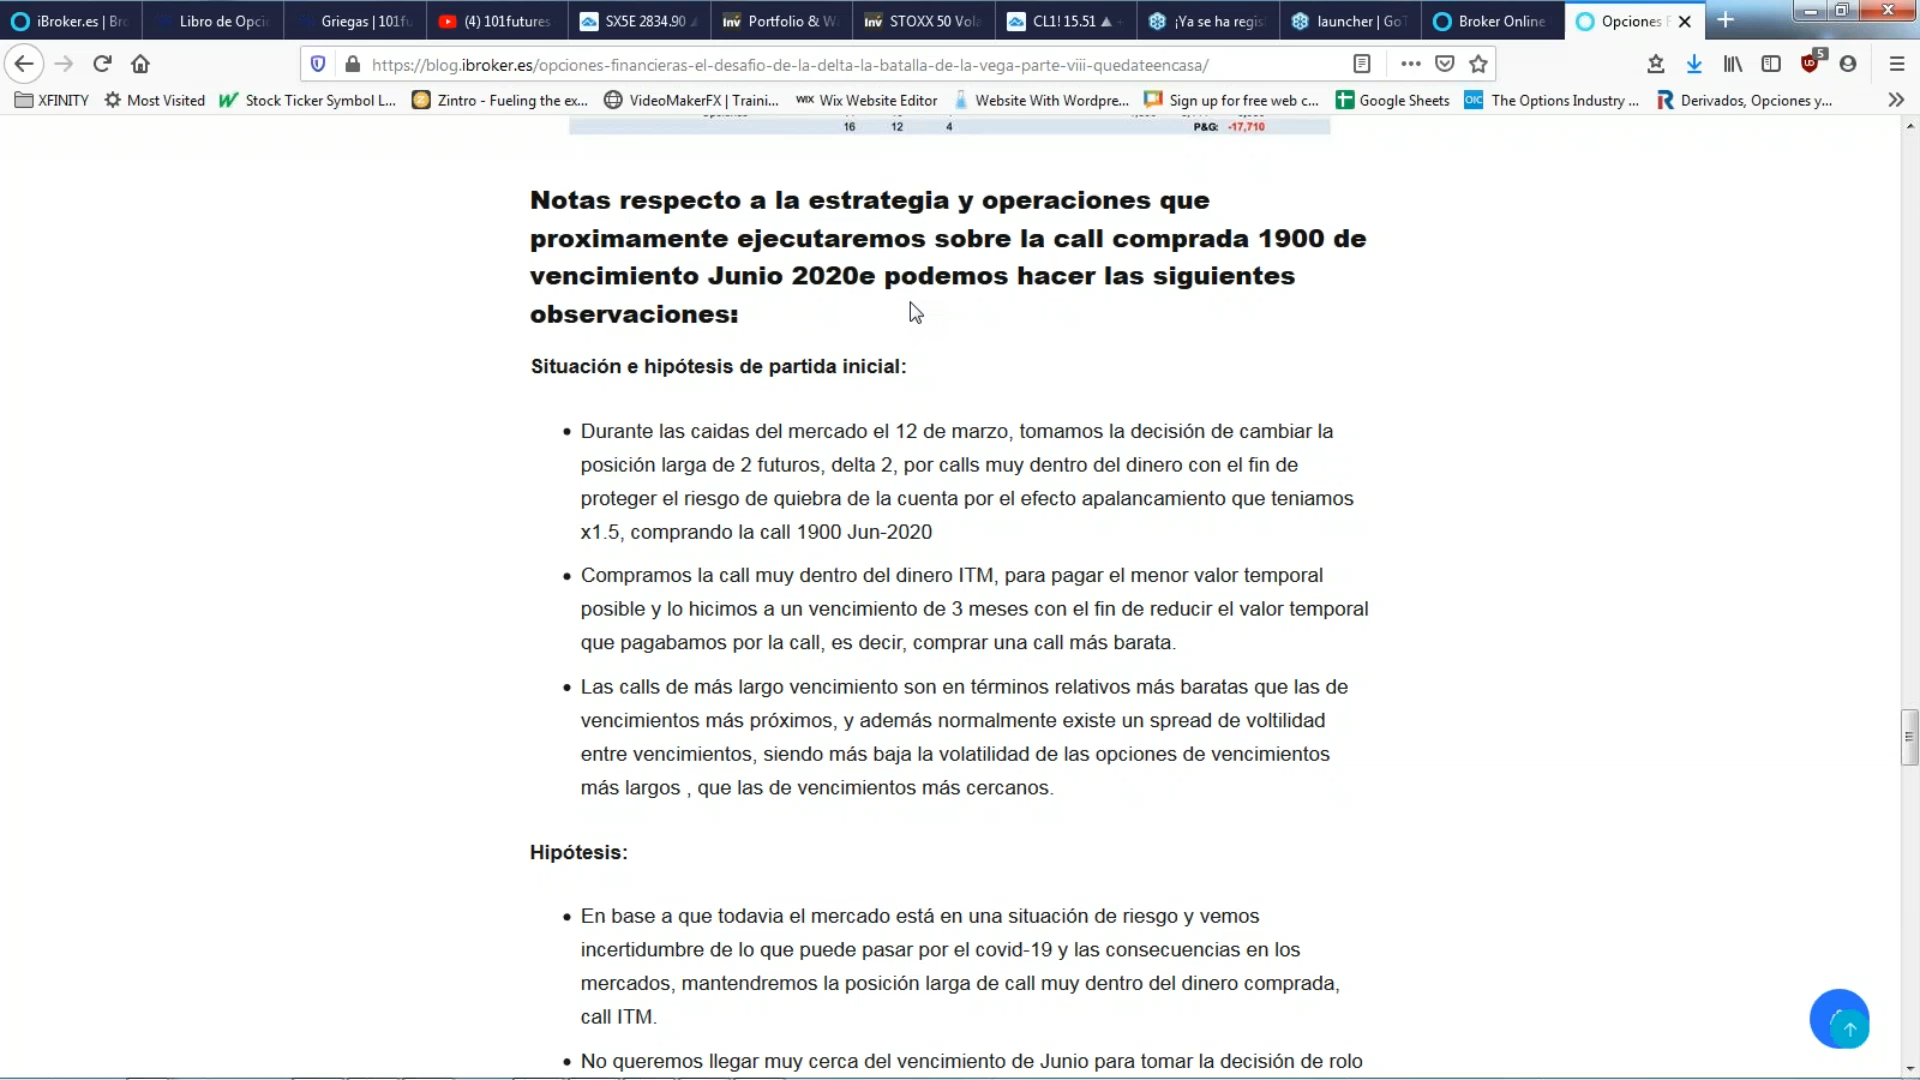 iBroker.es | Bro
Libro de Opcio
Griegas | 101fu
(4) 101futures
SX5E 2834.90
Portfolio & Wa
STOXX 50 Vola
CL1! 15.51 ▲
¡Ya se ha regist
launcher | GoT
Broker Online
Opciones F
https://blog.ibroker.es/opciones-financieras-el-desafio-de-la-delta-la-batalla-de-la-vega-parte-viii-quedateencasa/
5
XFINITY
Most Visited
Stock Ticker Symbol L...
Zintro - Fueling the ex...
VideoMakerFX | Traini...
WIX Wix Website Editor
Website With Wordpre...
Sign up for free web c...
Google Sheets
OIC The Options Industry ...
Derivados, Opciones y...
16 12 4 P&G: -17,710
Notas respecto a la estrategia y operaciones que
proximamente ejecutaremos sobre la call comprada 1900 de
vencimiento Junio 2020e podemos hacer las siguientes
observaciones:
Situación e hipótesis de partida inicial:
• Durante las caidas del mercado el 12 de marzo, tomamos la decisión de cambiar la
posición larga de 2 futuros, delta 2, por calls muy dentro del dinero con el fin de
proteger el riesgo de quiebra de la cuenta por el efecto apalancamiento que teniamos
x1.5, comprando la call 1900 Jun-2020
• Compramos la call muy dentro del dinero ITM, para pagar el menor valor temporal
posible y lo hicimos a un vencimiento de 3 meses con el fin de reducir el valor temporal
que pagabamos por la call, es decir, comprar una call más barata.
• Las calls de más largo vencimiento son en términos relativos más baratas que las de
vencimientos más próximos, y además normalmente existe un spread de voltilidad
entre vencimientos, siendo más baja la volatilidad de las opciones de vencimientos
más largos , que las de vencimientos más cercanos.
Hipótesis:
• En base a que todavia el mercado está en una situación de riesgo y vemos
incertidumbre de lo que puede pasar por el covid-19 y las consecuencias en los
mercados, mantendremos la posición larga de call muy dentro del dinero comprada,
call ITM.
• No queremos llegar muy cerca del vencimiento de Junio para tomar la decisión de rolo